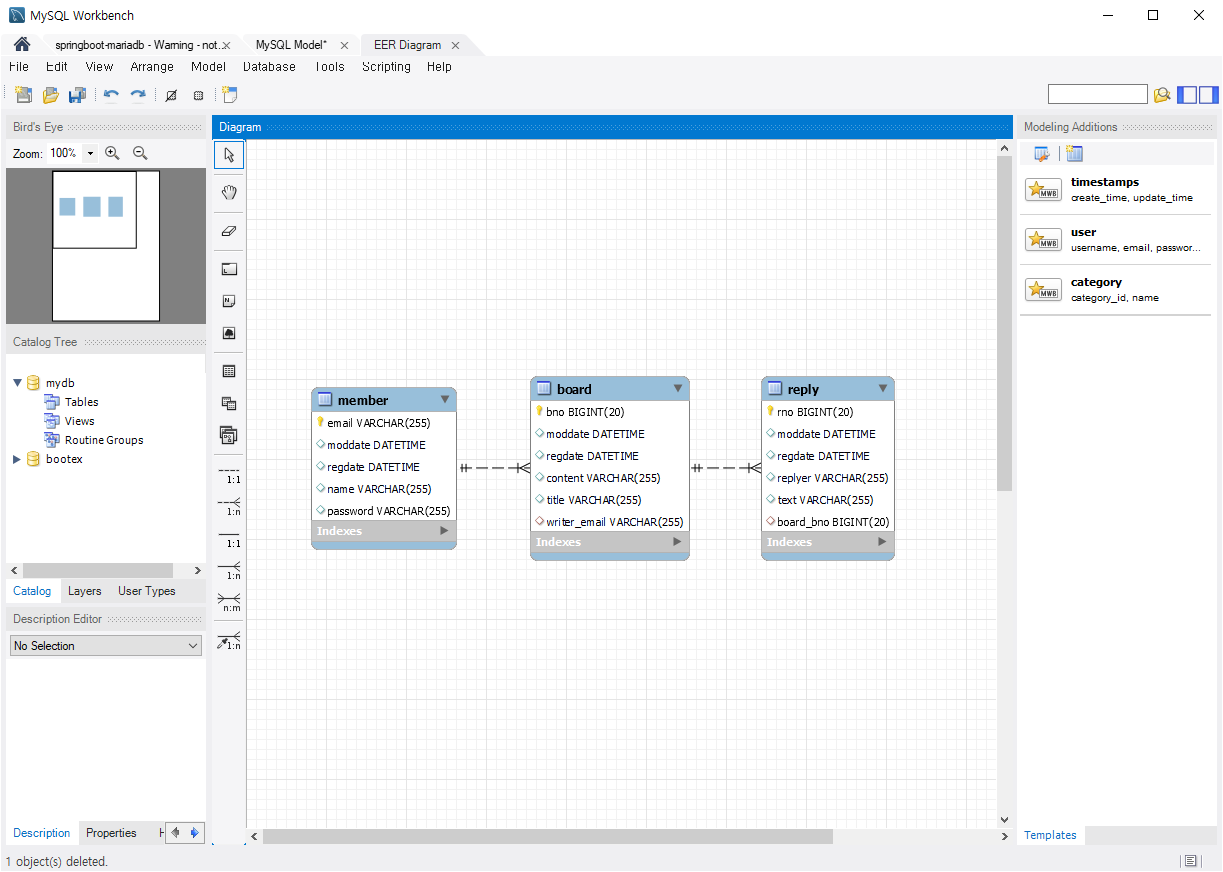 MySQL Workbench
springboot-mariadb - Warning - not...
MySQL Model*
EER Diagram
File Edit View Arrange Model Database Tools Scripting Help
Bird's Eye
Zoom: 100%
Catalog Tree
mydb
Tables
Views
Routine Groups
bootex
Catalog Layers User Types
Description Editor
No Selection
Description Properties H
1 object(s) deleted.
Diagram
1:1
1:n
1:1
1:n
n:m
1:n
member
email VARCHAR(255)
moddate DATETIME
regdate DATETIME
name VARCHAR(255)
password VARCHAR(255)
Indexes
board
bno BIGINT(20)
moddate DATETIME
regdate DATETIME
content VARCHAR(255)
title VARCHAR(255)
writer_email VARCHAR(255)
Indexes
reply
rno BIGINT(20)
moddate DATETIME
regdate DATETIME
replyer VARCHAR(255)
text VARCHAR(255)
board_bno BIGINT(20)
Indexes
Modeling Additions
MWB
timestamps
create_time, update_time
MWB
user
username, email, passwor...
MWB
category
category_id, name
Templates